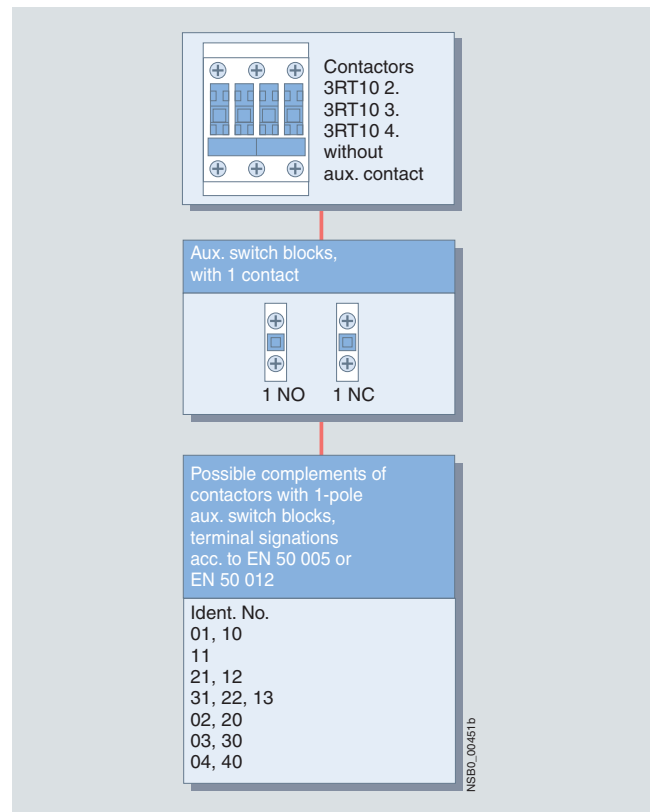 Contactors
3RT10 2.
3RT10 3.
3RT10 4.
without
aux. contact
Aux. switch blocks,
with 1 contact
1 NO 1 NC
Possible complements of
contactors with 1-pole
aux. switch blocks,
terminal signations
acc. to EN 50 005 or
EN 50 012
Ident. No.
01, 10
11
21, 12
31, 22, 13
02, 20
03, 30
04, 40
NSB0_00451b